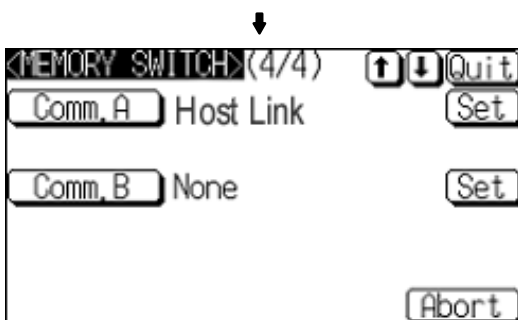 <MEMORY SWITCH>(4/4) ↑ ↓ Quit
Comm.A Host Link Set
Comm.B None Set
Abort